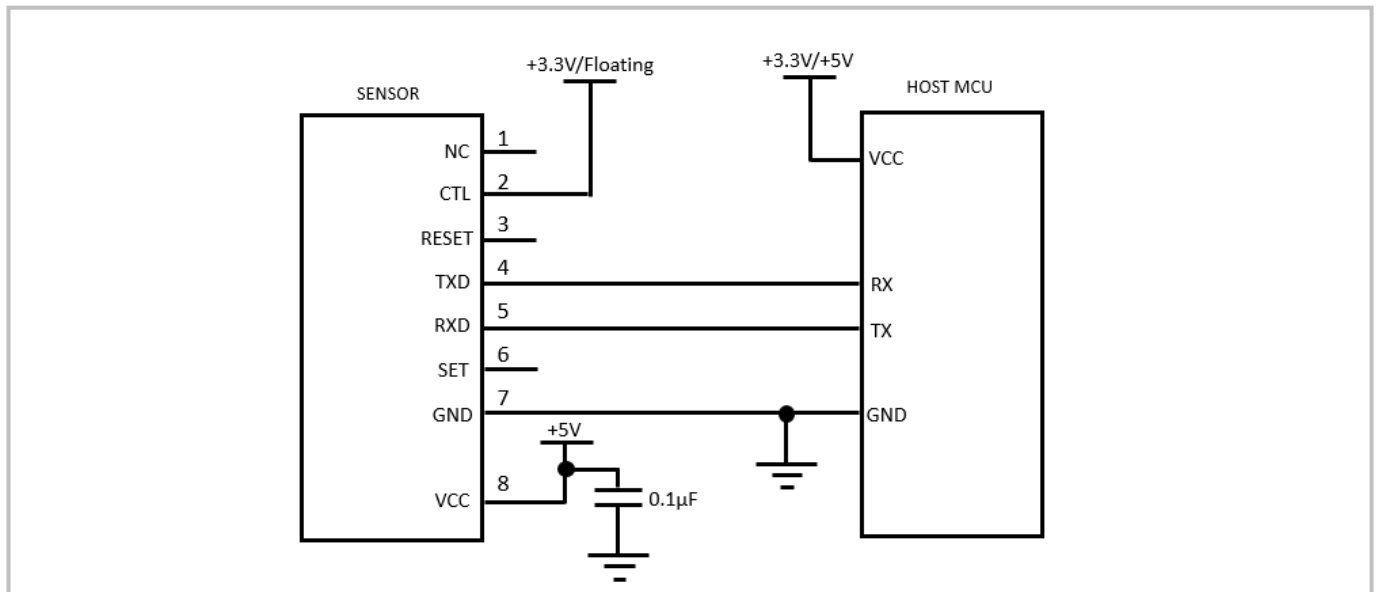 +3.3V/Floating
+3.3V/+5V
SENSOR
HOST MCU
NC 1
VCC
CTL 2
RESET 3
TXD 4
RX
RXD 5
TX
SET 6
GND 7
GND
+5V
VCC 8
0.1µF